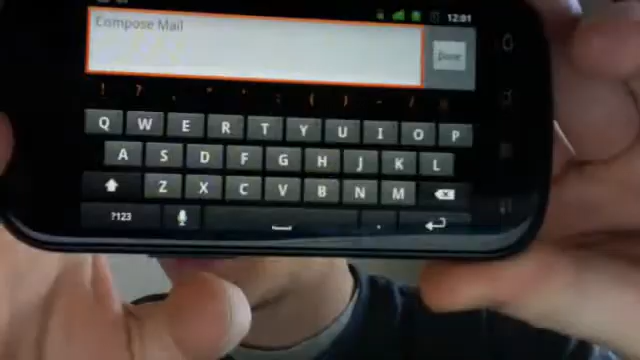 12:01
Compose Mail
Done
! ? , " ' : ( ) - /
Q W E R T Y U I O P
A S D F G H J K L
Z X C V B N M
?123 .